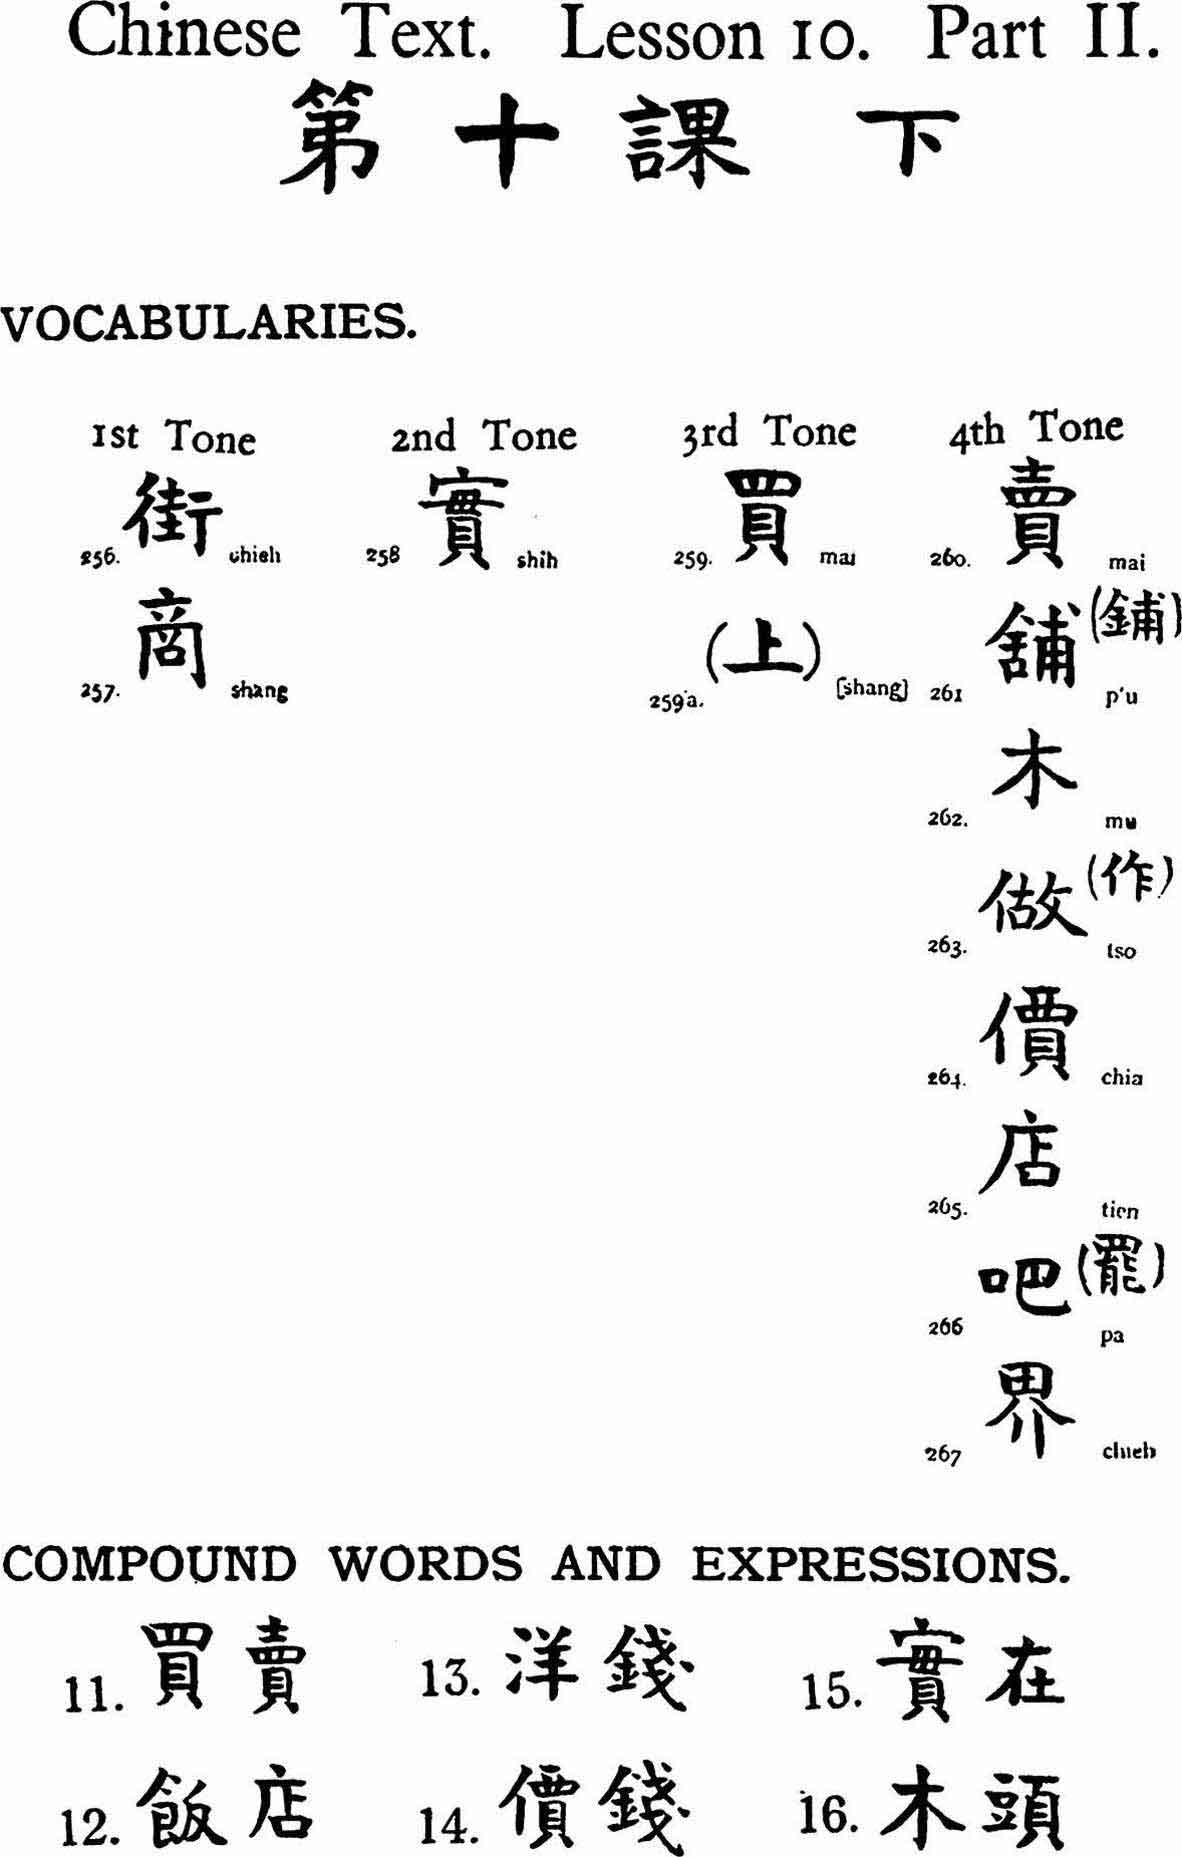 Chinese Text. Lesson 10. Part II.
第 十 課 下
VOCABULARIES.
1st Tone 2nd Tone 3rd Tone 4th Tone
256. 街 chieh 258 實 shih 259. 買 mai 260. 賣 mai
257. 商 shang 259a. (上) [shang] 261 舖 (鋪) p'u
262. 木 mu
263. 做 (作) tso
264. 價 chia
265. 店 tien
266 吧 (罷) pa
267 界 chieh
COMPOUND WORDS AND EXPRESSIONS.
11. 買賣 13. 洋錢 15. 實在
12. 飯店 14. 價錢 16. 木頭